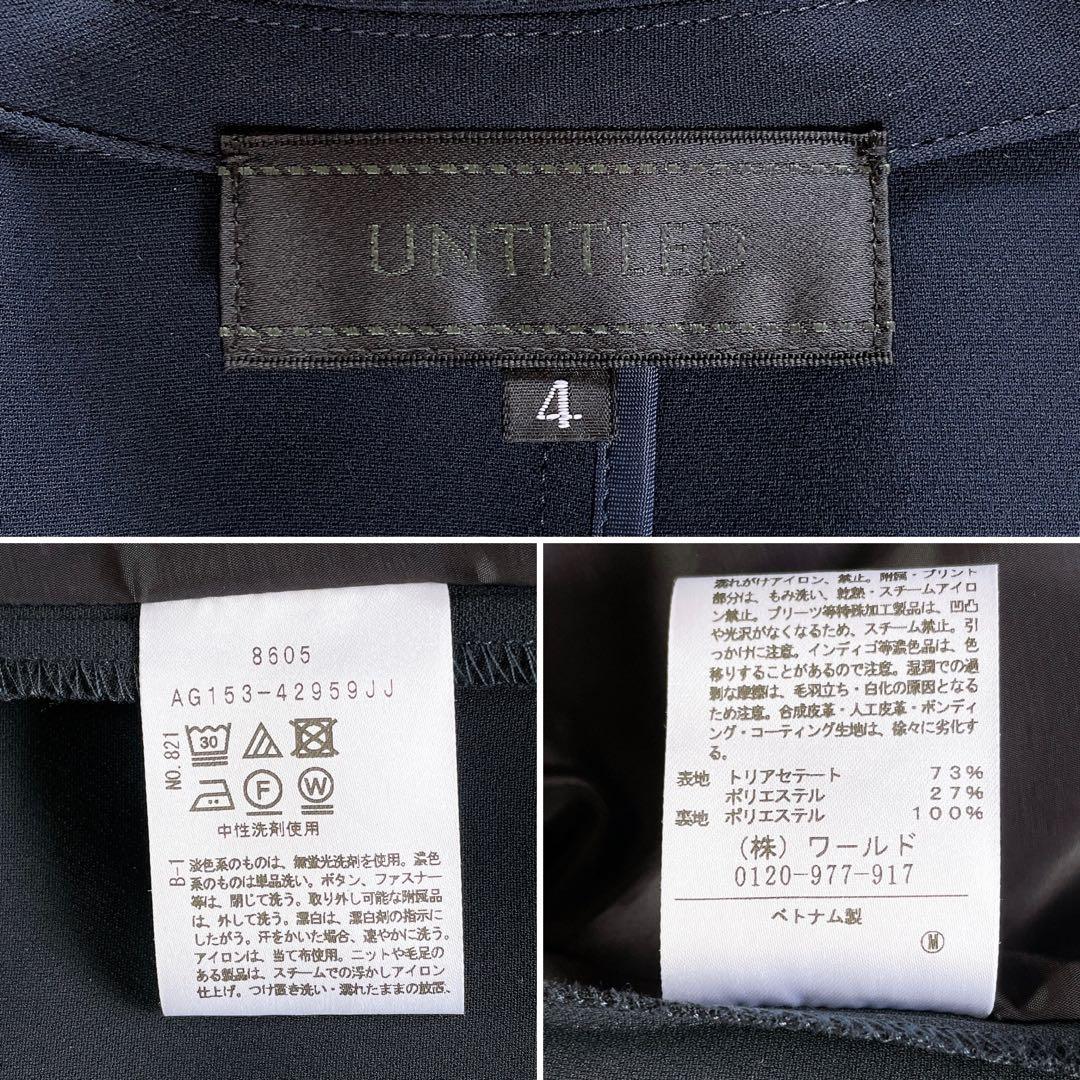 UNTITLED
4
8605
AG153-42959JJ
NO.821
30
F
W
中性洗剤使用
B-1
淡色系のものは、無蛍光洗剤を使用。濃色
系のものは単品洗い。ボタン、ファスナー
等は、閉じて洗う。取り外し可能な附属品
は、外して洗う。漂白は、漂白剤の指示に
したがう。汗をかいた場合、速やかに洗う。
アイロンは、当て布使用。ニットや毛足の
ある製品は、スチームでの浮かしアイロン
仕上げ。つけ置き洗い・濡れたままの放置、
濡れがけアイロン、禁止。附属・プリント
部分は、もみ洗い、乾熱・スチームアイロ
ン禁止。プリーツ等特殊加工製品は、凹凸
や光沢がなくなるため、スチーム禁止。引
っかけに注意。インディゴ等濃色品は、色
移りすることがあるので注意。湿潤での過
剰な摩擦は、毛羽立ち・白化の原因となる
ため注意。合成皮革・人工皮革・ボンディ
ング・コーティング生地は、徐々に劣化す
る。
表地 トリアセテート 73%
ポリエステル 27%
裏地 ポリエステル 100%
(株)ワールド
0120-977-917
ベトナム製
M